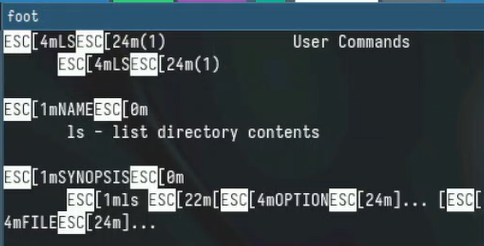 foot
ESC[4mLSESC[24m(1) User Commands
ESC[4mLSESC[24m(1)
ESC[1mNAMEESC[0m
ls - list directory contents
ESC[1mSYNOPSISESC[0m
ESC[1mls ESC[22m[ESC[4mOPTIONESC[24m]... [ESC[
4mFILEESC[24m]...